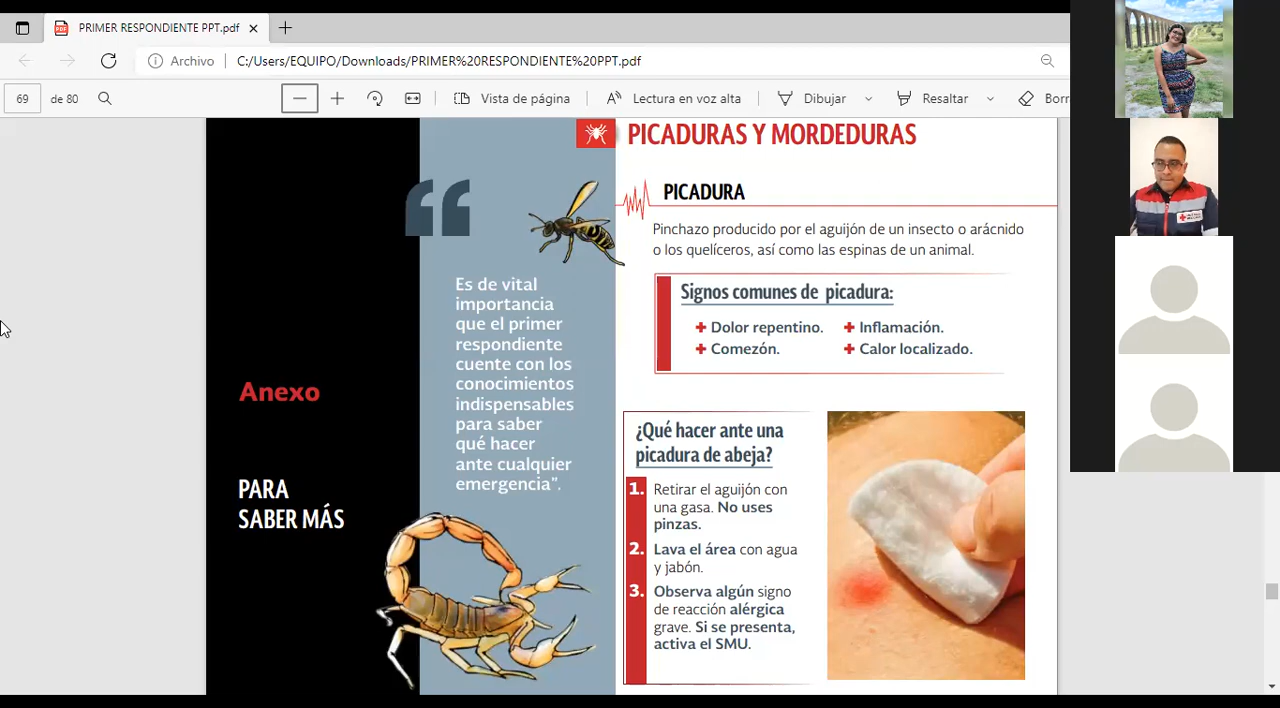 PRIMER RESPONDIENTE PPT.pdf
Archivo
C:/Users/EQUIPO/Downloads/PRIMER%20RESPONDIENTE%20PPT.pdf
69
de 80
Vista de página
Lectura en voz alta
Dibujar
Resaltar
Borr
Anexo
PARA
SABER MÁS
Es de vital
importancia
que el primer
respondiente
cuente con los
conocimientos
indispensables
para saber
qué hacer
ante cualquier
emergencia”.
PICADURAS Y MORDEDURAS
PICADURA
Pinchazo producido por el aguijón de un insecto o arácnido
o los quelíceros, así como las espinas de un animal.
Signos comunes de picadura:
Dolor repentino.
Inflamación.
Comezón.
Calor localizado.
¿Qué hacer ante una
picadura de abeja?
1. Retirar el aguijón con
una gasa. No uses
pinzas.
2. Lava el área con agua
y jabón.
3. Observa algún signo
de reacción alérgica
grave. Si se presenta,
activa el SMU.